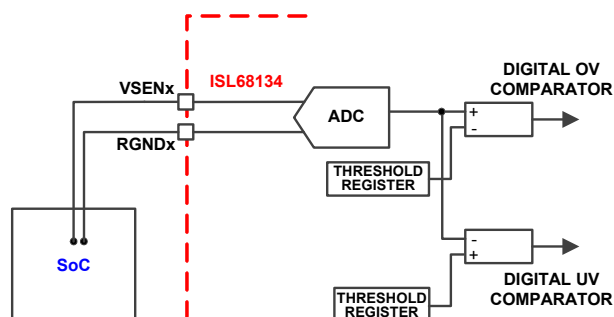 VSENx
ISL68134
RGNDx
ADC
DIGITAL OV
COMPARATOR
+
-
THRESHOLD
REGISTER
SoC
-
+
DIGITAL UV
COMPARATOR
THRESHOLD
REGISTER